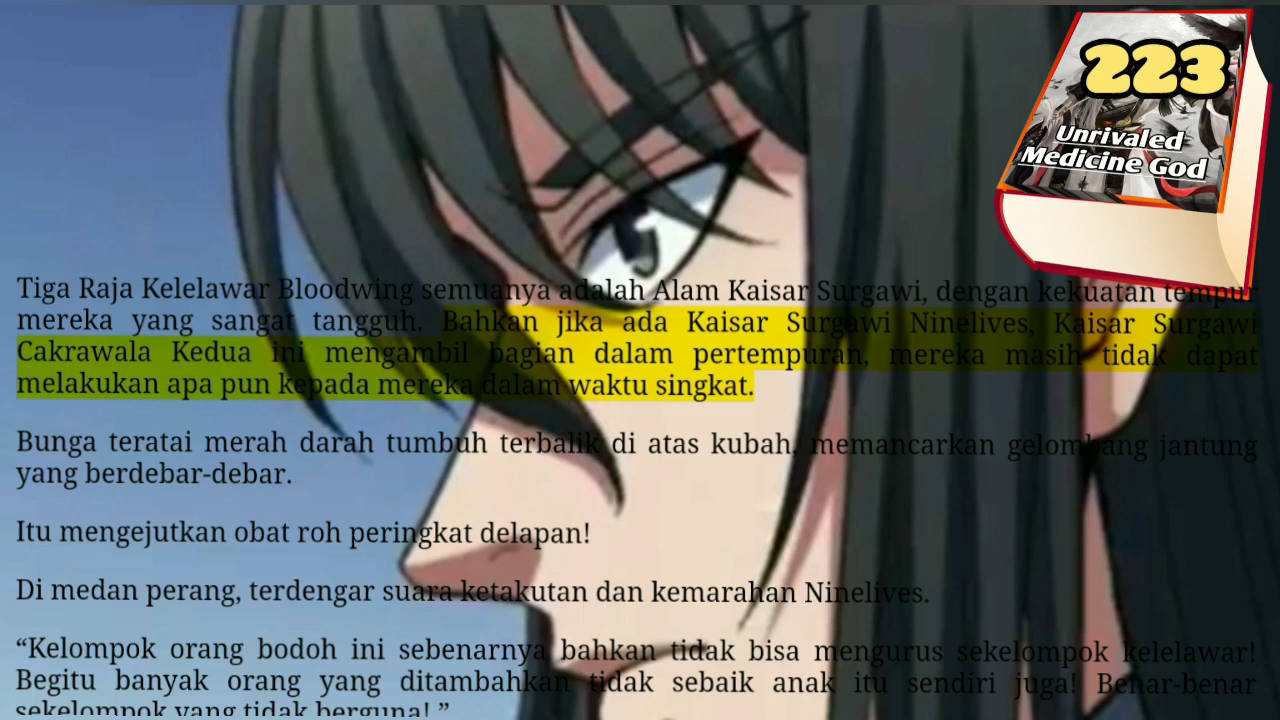 223
Unrivaled
Medicine God
Tiga Raja Kelelawar Bloodwing semuanya adalah Alam Kaisar Surgawi, dengan kekuatan tempur
mereka yang sangat tangguh. Bahkan jika ada Kaisar Surgawi Ninelives, Kaisar Surgawi
Cakrawala Kedua ini mengambil bagian dalam pertempuran, mereka masih tidak dapat
melakukan apa pun kepada mereka dalam waktu singkat.
Bunga teratai merah darah tumbuh terbalik di atas kubah, memancarkan gelombang jantung
yang berdebar-debar.
Itu mengejutkan obat roh peringkat delapan!
Di medan perang, terdengar suara ketakutan dan kemarahan Ninelives.
“Kelompok orang bodoh ini sebenarnya bahkan tidak bisa mengurus sekelompok kelelawar!
Begitu banyak orang yang ditambahkan tidak sebaik anak itu sendiri juga! Benar-benar
sekelompok yang tidak berguna! ”